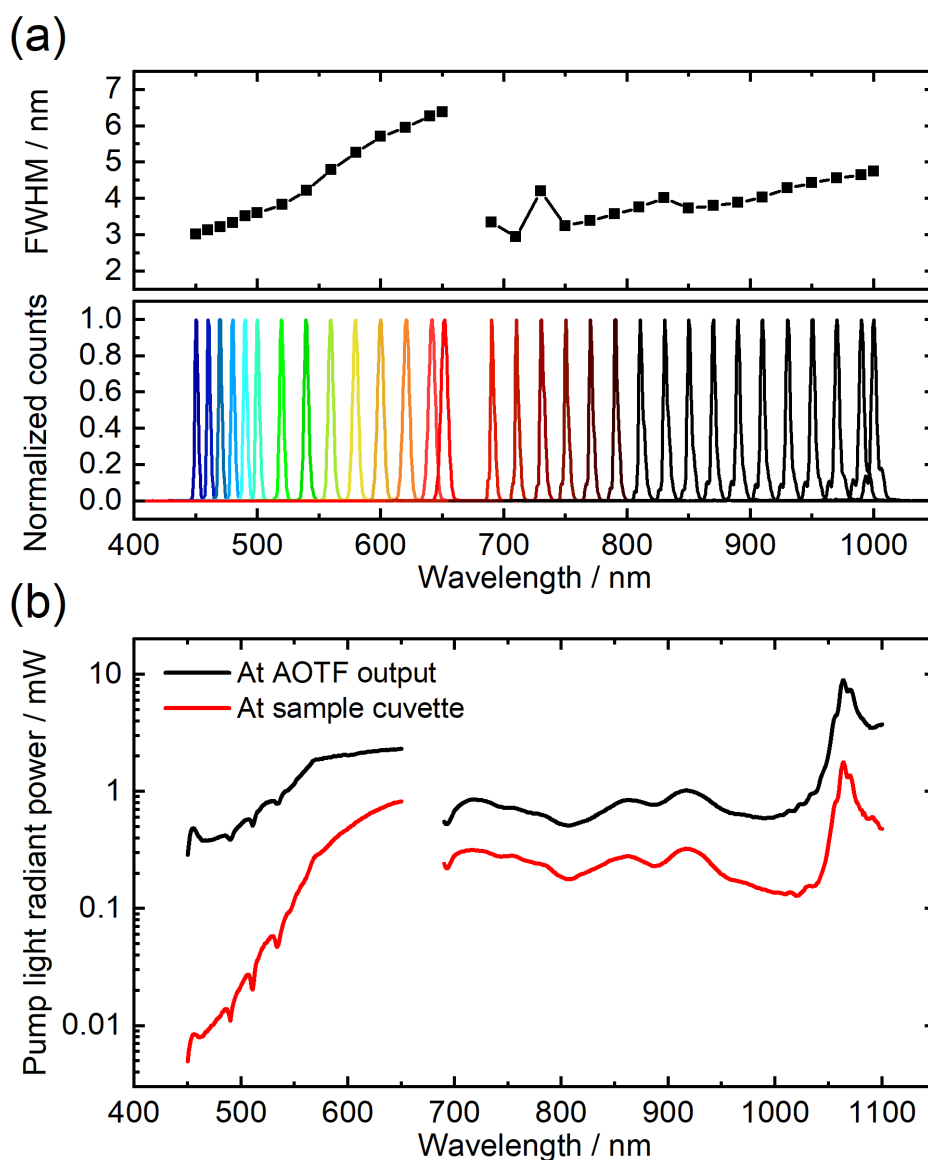 (a)
FWHM / nm
7
6
5
4
3
2
Normalized counts
1.0
0.8
0.6
0.4
0.2
0.0
400 500 600 700 800 900 1000
Wavelength / nm
(b)
Pump light radiant power / mW
10
1
0.1
0.01
At AOTF output
At sample cuvette
400 500 600 700 800 900 1000 1100
Wavelength / nm